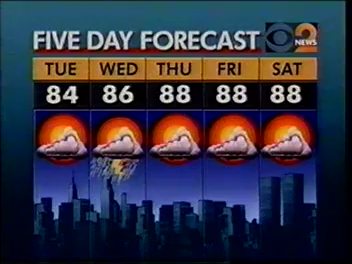 FIVE DAY FORECAST
2 NEWS
TUE WED THU FRI SAT
84 86 88 88 88